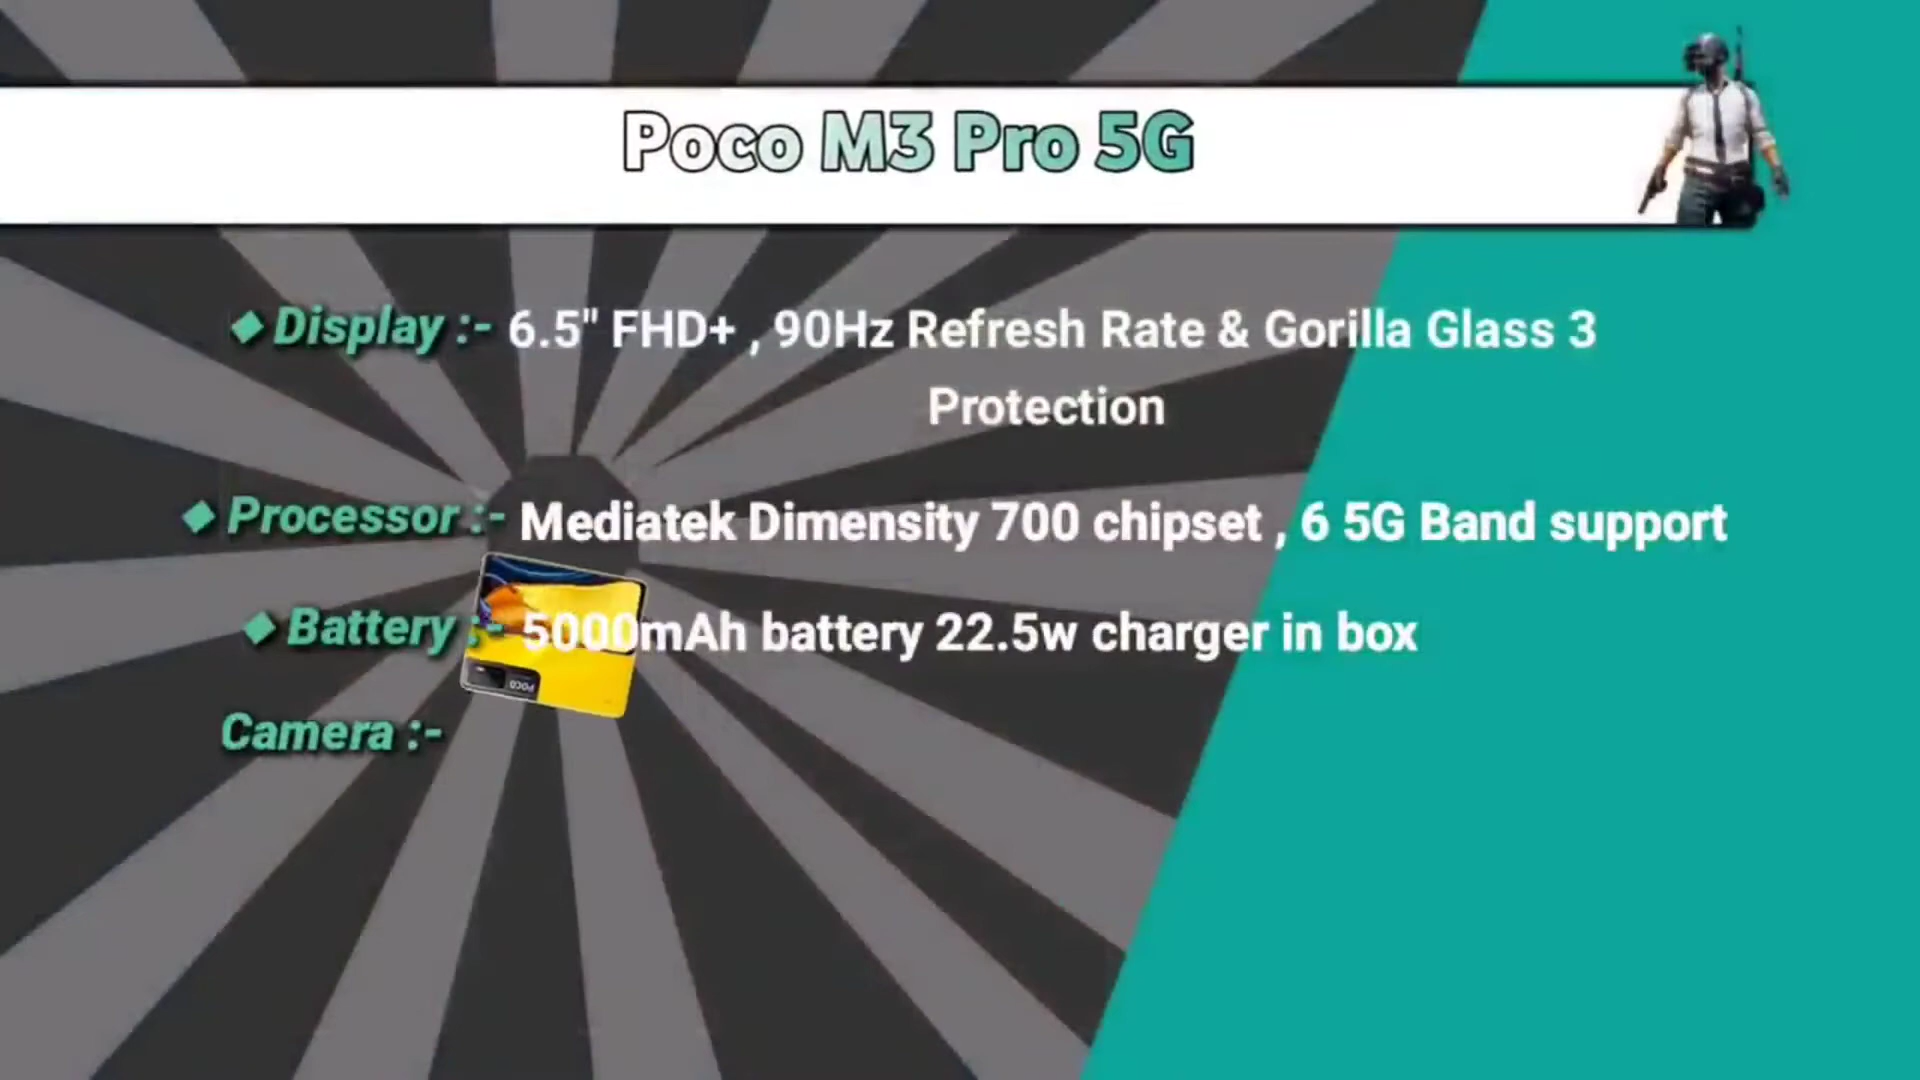 Poco M3 Pro 5G
◆ Display :- 6.5" FHD+ , 90Hz Refresh Rate & Gorilla Glass 3
Protection
◆ Processor :- Mediatek Dimensity 700 chipset , 6 5G Band support
◆ Battery :- 5000mAh battery 22.5w charger in box
POCO
Camera :-